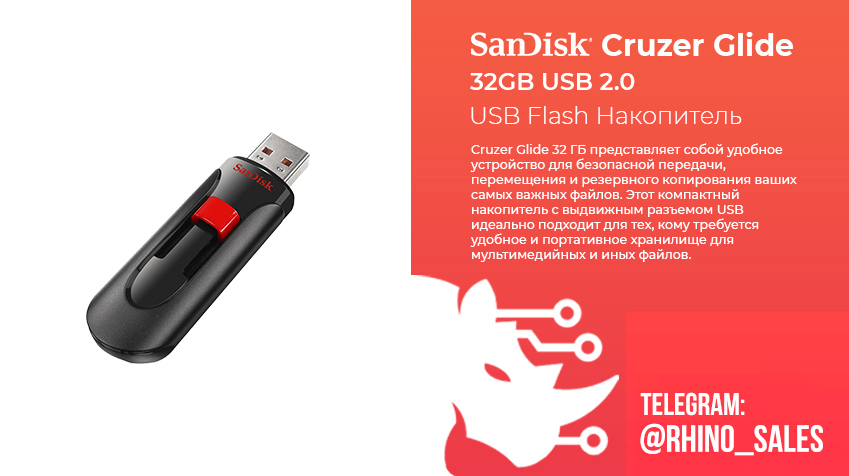 SanDisk
SanDisk® Cruzer Glide
32GB USB 2.0
USB Flash Накопитель
Cruzer Glide 32 ГБ представляет собой удобное
устройство для безопасной передачи,
перемещения и резервного копирования ваших
самых важных файлов. Этот компактный
накопитель с выдвижным разъемом USB
идеально подходит для тех, кому требуется
удобное и портативное хранилище для
мультимедийных и иных файлов.
TELEGRAM:
@RHINO_SALES